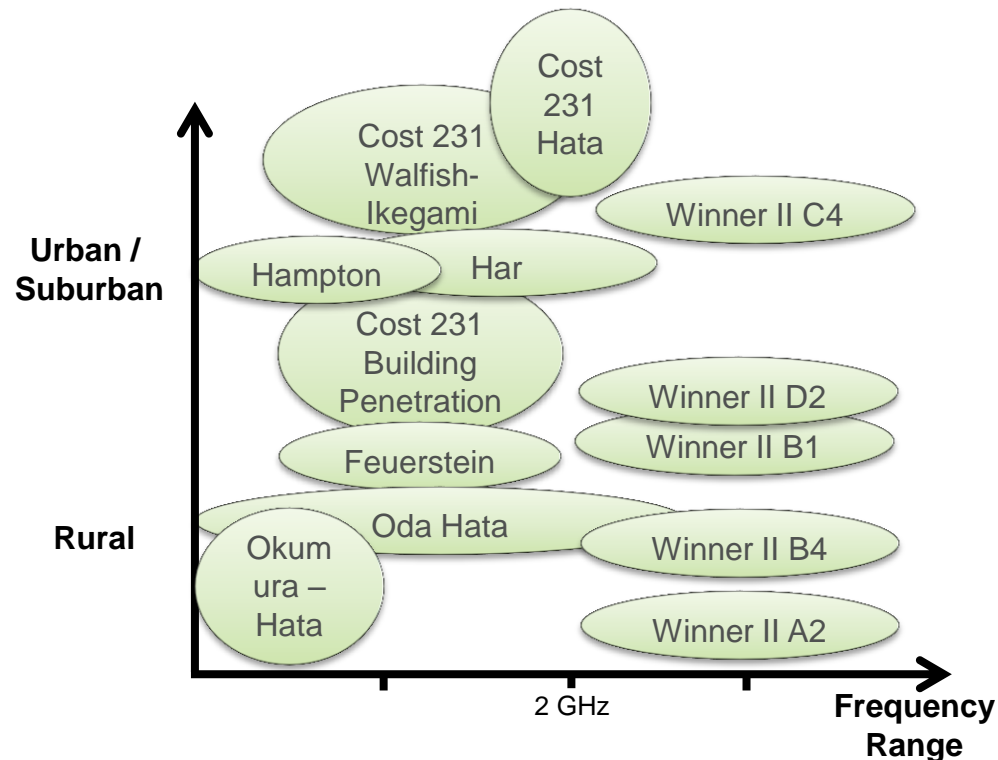 Cost
231
Hata
Cost 231
Walfish-
Ikegami
Winner II C4
Urban /
Suburban
Hampton
Har
Cost 231
Building
Penetration
Winner II D2
Winner II B1
Feuerstein
Rural
Oda Hata
Okum
ura –
Hata
Winner II B4
Winner II A2
2 GHz
Frequency
Range